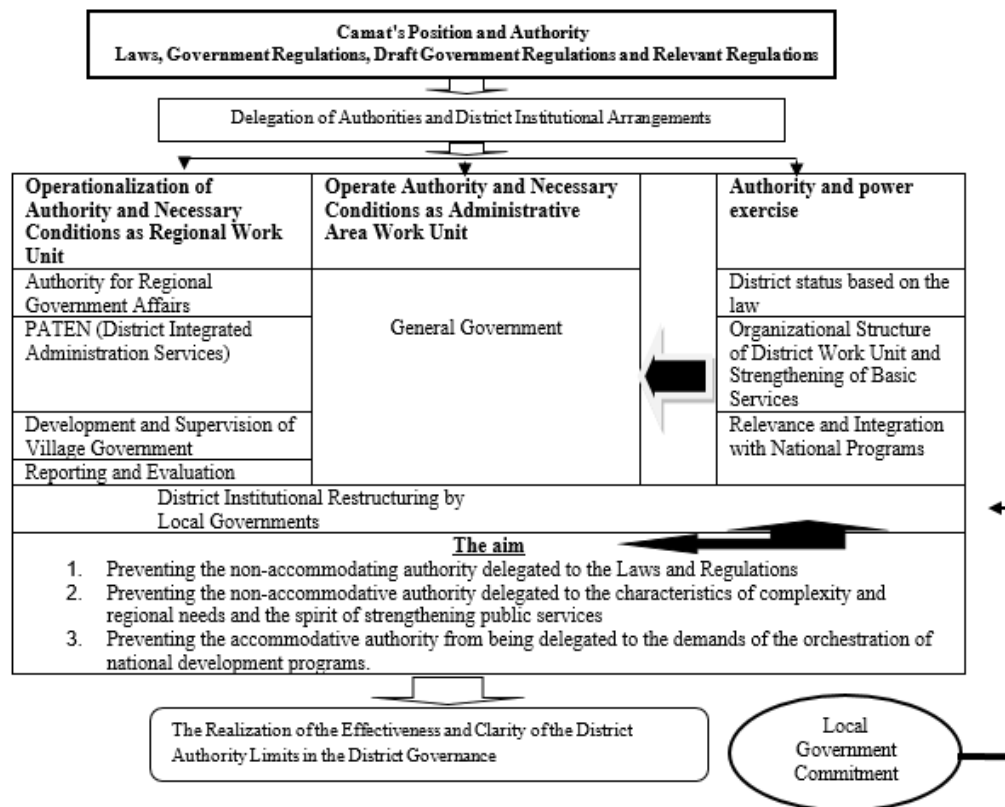 Camat's Position and Authority
Laws, Government Regulations, Draft Government Regulations and Relevant Regulations
Delegation of Authorities and District Institutional Arrangements
Operationalization of
Authority and Necessary
Conditions as Regional Work
Unit
Operate Authority and Necessary
Conditions as Administrative
Area Work Unit
Authority and power
exercise
Authority for Regional
Government Affairs
PATEN (District Integrated
Administration Services)
Development and Supervision of
Village Government
Reporting and Evaluation
General Government
District status based on the
law
Organizational Structure
of District Work Unit and
Strengthening of Basic
Services
Relevance and Integration
with National Programs
District Institutional Restructuring by
Local Governments
The aim
1. Preventing the non-accommodating authority delegated to the Laws and Regulations
2. Preventing the non-accommodative authority delegated to the characteristics of complexity and
regional needs and the spirit of strengthening public services
3. Preventing the accommodative authority from being delegated to the demands of the orchestration of
national development programs.
The Realization of the Effectiveness and Clarity of the District
Authority Limits in the District Governance
Local
Government
Commitment